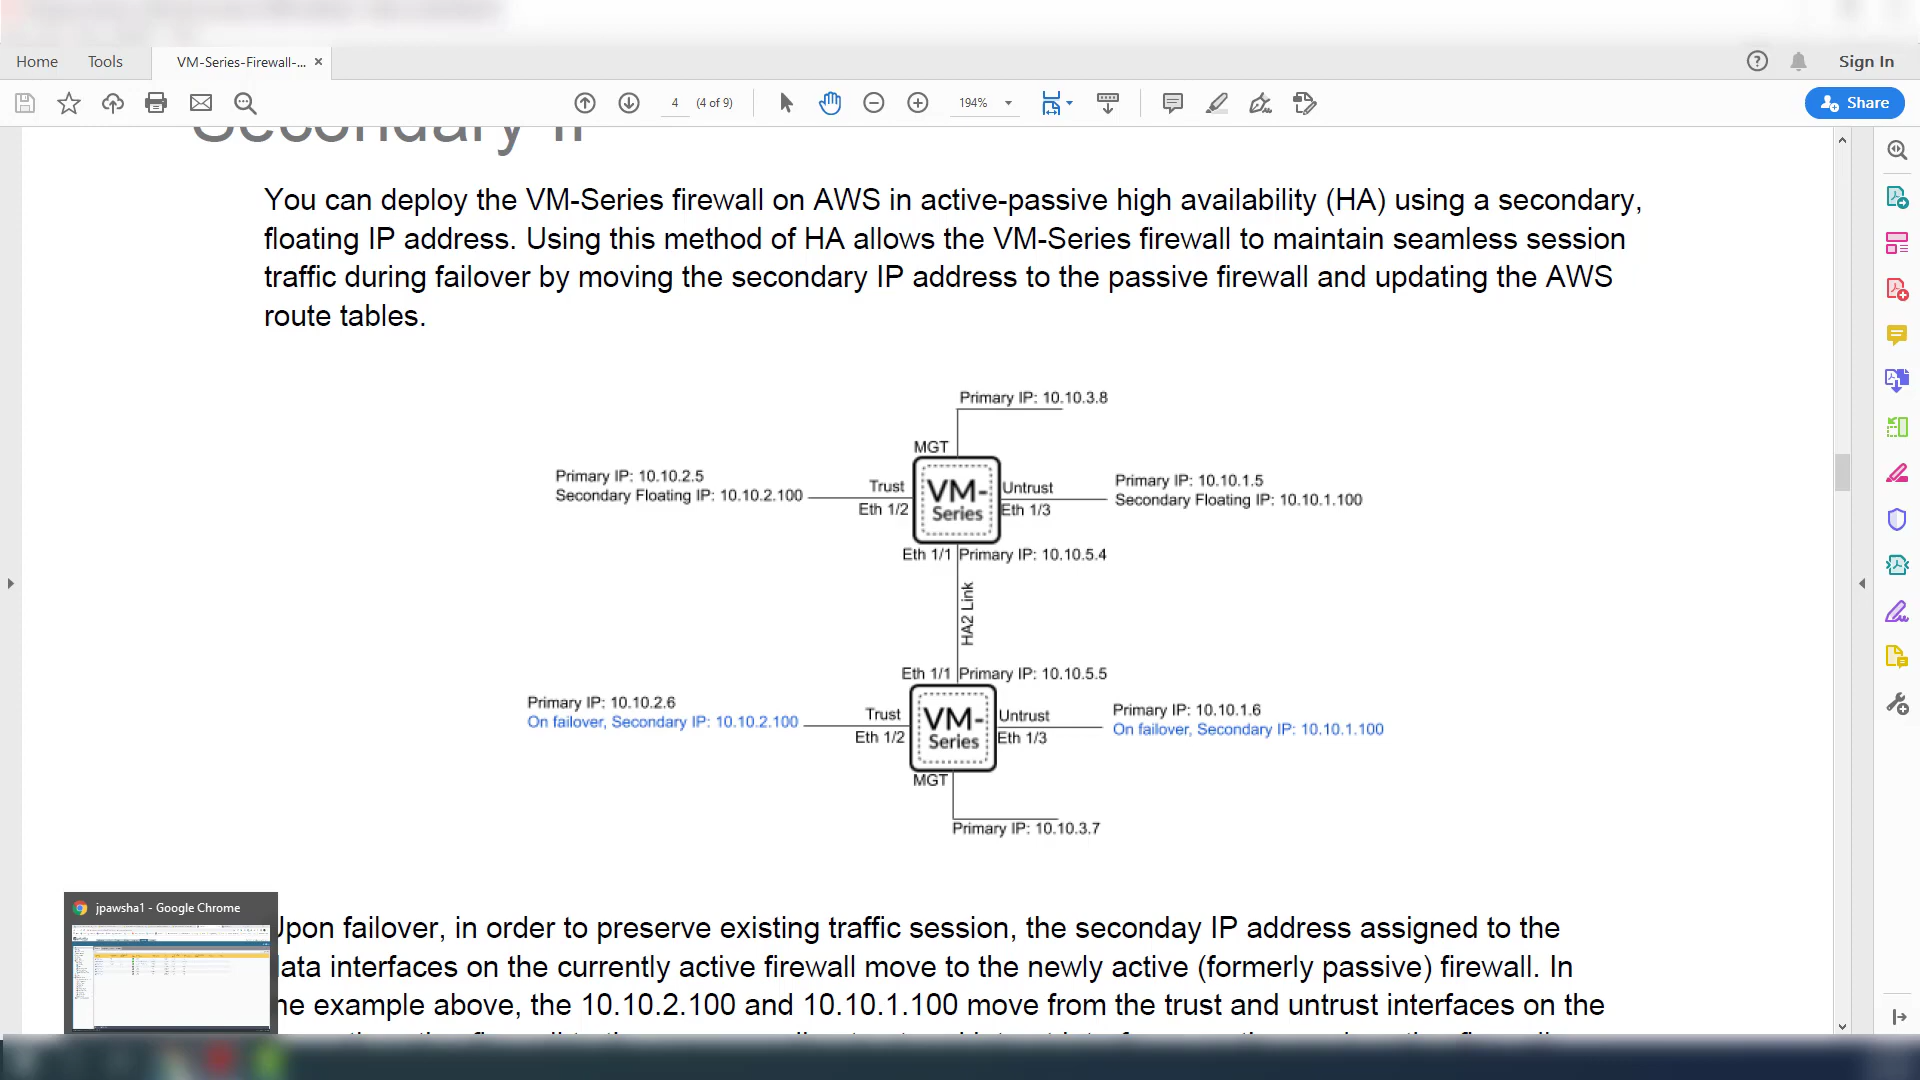 Home
Tools
VM-Series-Firewall-...
Sign In
4
(4 of 9)
194%
Share
Secondary IP
You can deploy the VM-Series firewall on AWS in active-passive high availability (HA) using a secondary,
floating IP address. Using this method of HA allows the VM-Series firewall to maintain seamless session
traffic during failover by moving the secondary IP address to the passive firewall and updating the AWS
route tables.
Primary IP: 10.10.3.8
MGT
Primary IP: 10.10.2.5
Secondary Floating IP: 10.10.2.100
Trust
Eth 1/2
VM-
Series
Untrust
Eth 1/3
Primary IP: 10.10.1.5
Secondary Floating IP: 10.10.1.100
Eth 1/1
Primary IP: 10.10.5.4
HA2 Link
Eth 1/1
Primary IP: 10.10.5.5
Primary IP: 10.10.2.6
On failover, Secondary IP: 10.10.2.100
Trust
Eth 1/2
VM-
Series
Untrust
Eth 1/3
Primary IP: 10.10.1.6
On failover, Secondary IP: 10.10.1.100
MGT
Primary IP: 10.10.3.7
jpawsha1 - Google Chrome
Upon failover, in order to preserve existing traffic session, the seconday IP address assigned to the
data interfaces on the currently active firewall move to the newly active (formerly passive) firewall. In
the example above, the 10.10.2.100 and 10.10.1.100 move from the trust and untrust interfaces on the